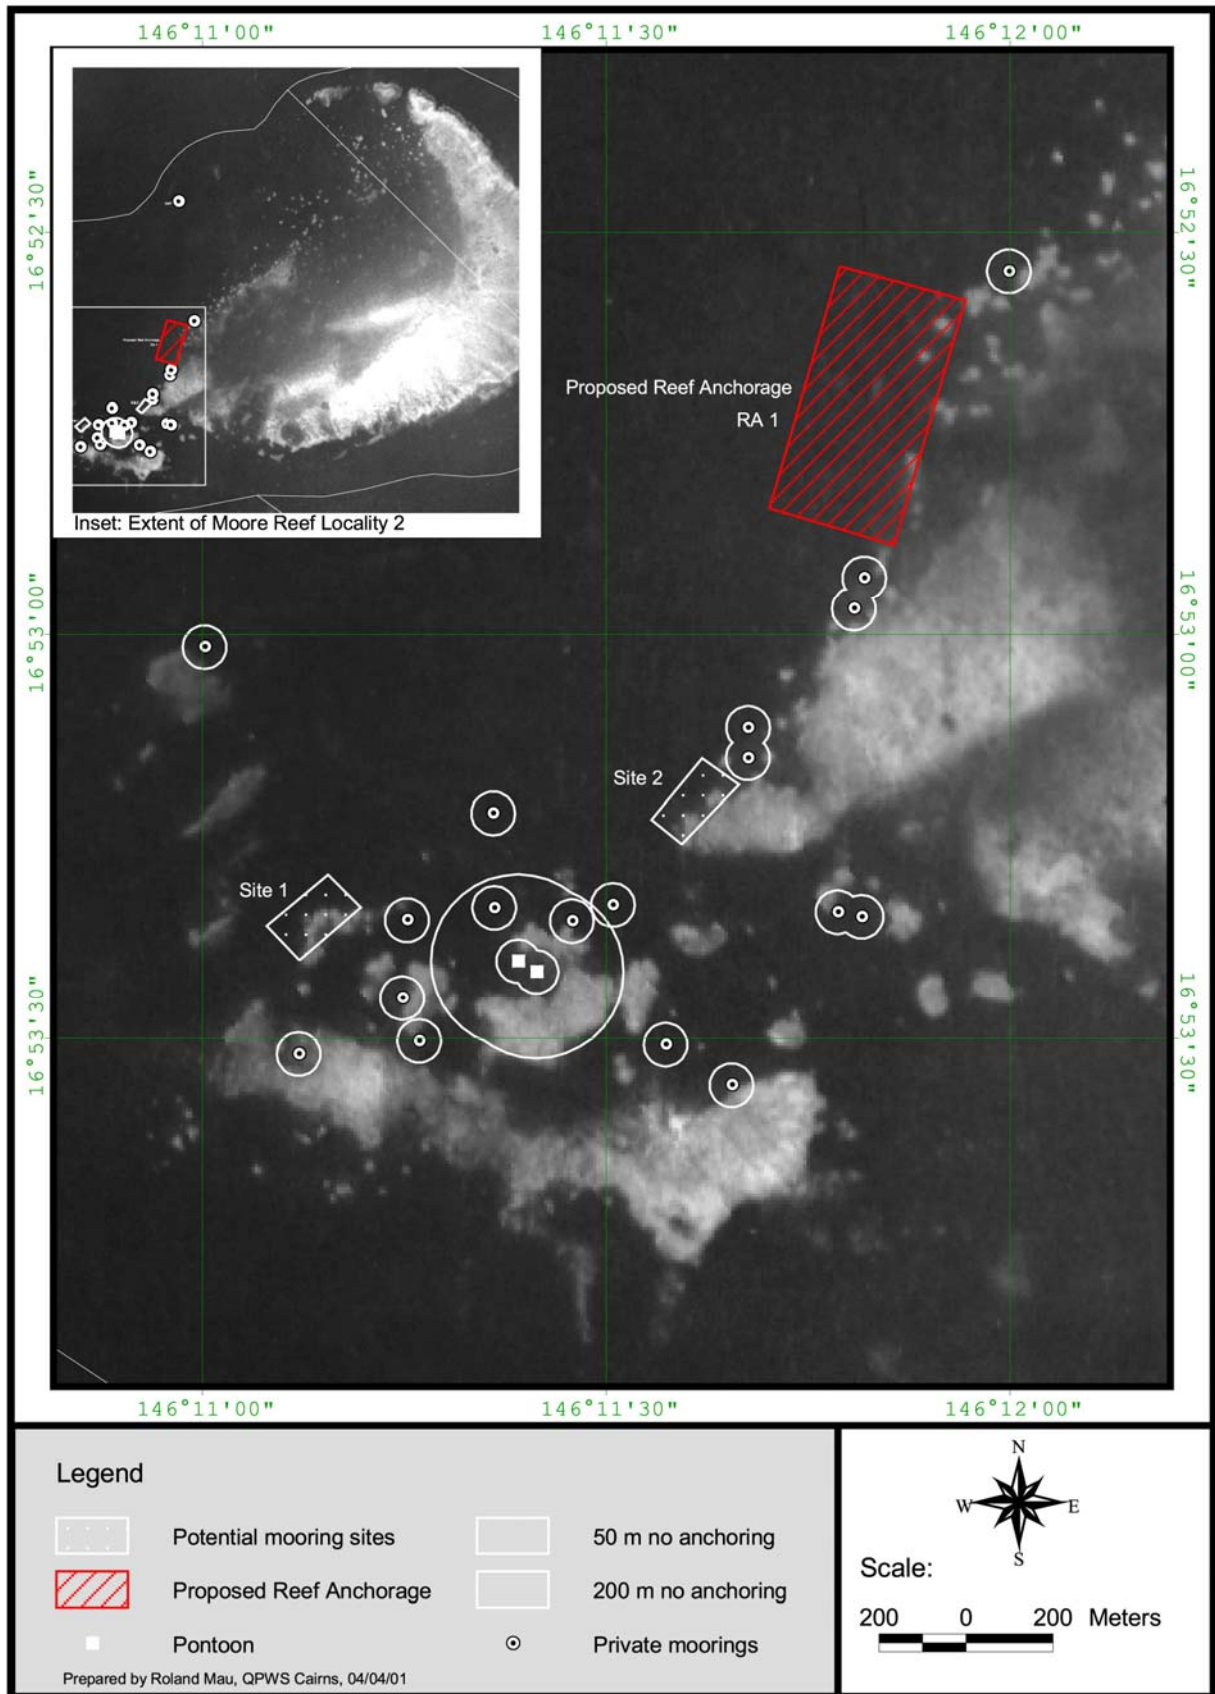 146°11'00"
146°11'30"
146°12'00"
16°52'30"
16°52'30"
Inset: Extent of Moore Reef Locality 2
Proposed Reef Anchorage
RA 1
16°53'00"
16°53'00"
Site 2
Site 1
16°53'30"
16°53'30"
146°11'00"
146°11'30"
146°12'00"
Legend
Potential mooring sites
50 m no anchoring
Proposed Reef Anchorage
200 m no anchoring
Pontoon
Private moorings
Prepared by Roland Mau, QPWS Cairns, 04/04/01
N
W
E
S
Scale:
200 0 200 Meters